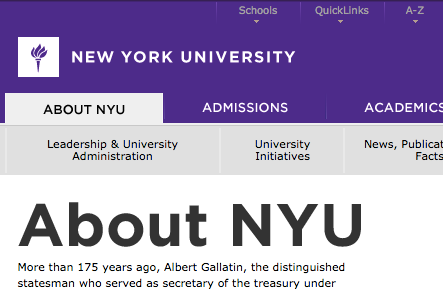 Schools QuickLinks A-Z
NEW YORK UNIVERSITY
ABOUT NYU ADMISSIONS ACADEMICS
Leadership & University Administration
University Initiatives
News, Publicat
Facts
About NYU
More than 175 years ago, Albert Gallatin, the distinguished
statesman who served as secretary of the treasury under